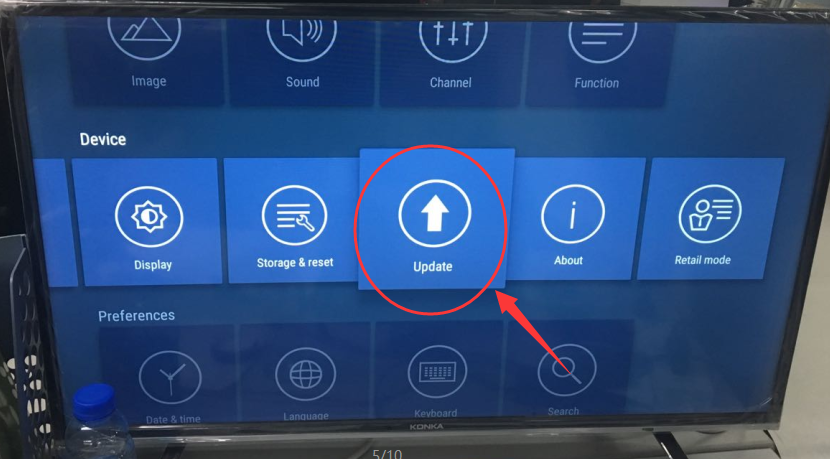 Image
Sound
Channel
Function
Device
Display
Storage & reset
Update
About
Retail mode
Preferences
Date & time
Language
Keyboard
Search
KONKA
5/10